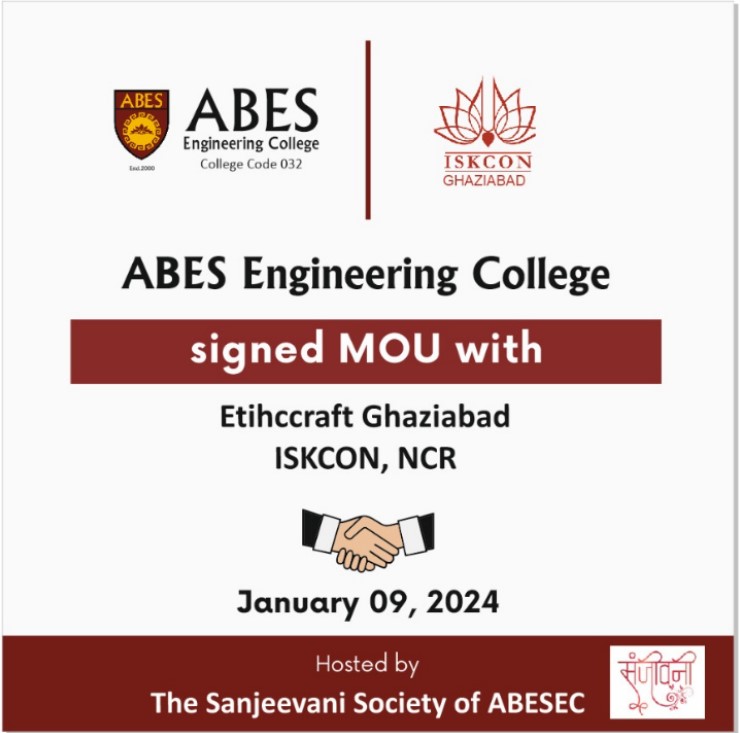 ABES
ABES
Engineering College
College Code 032
Estd.2000
ISKCON
GHAZIABAD
ABES Engineering College
signed MOU with
Etihccraft Ghaziabad
ISKCON, NCR
January 09, 2024
Hosted by
The Sanjeevani Society of ABESEC
संजीवनी